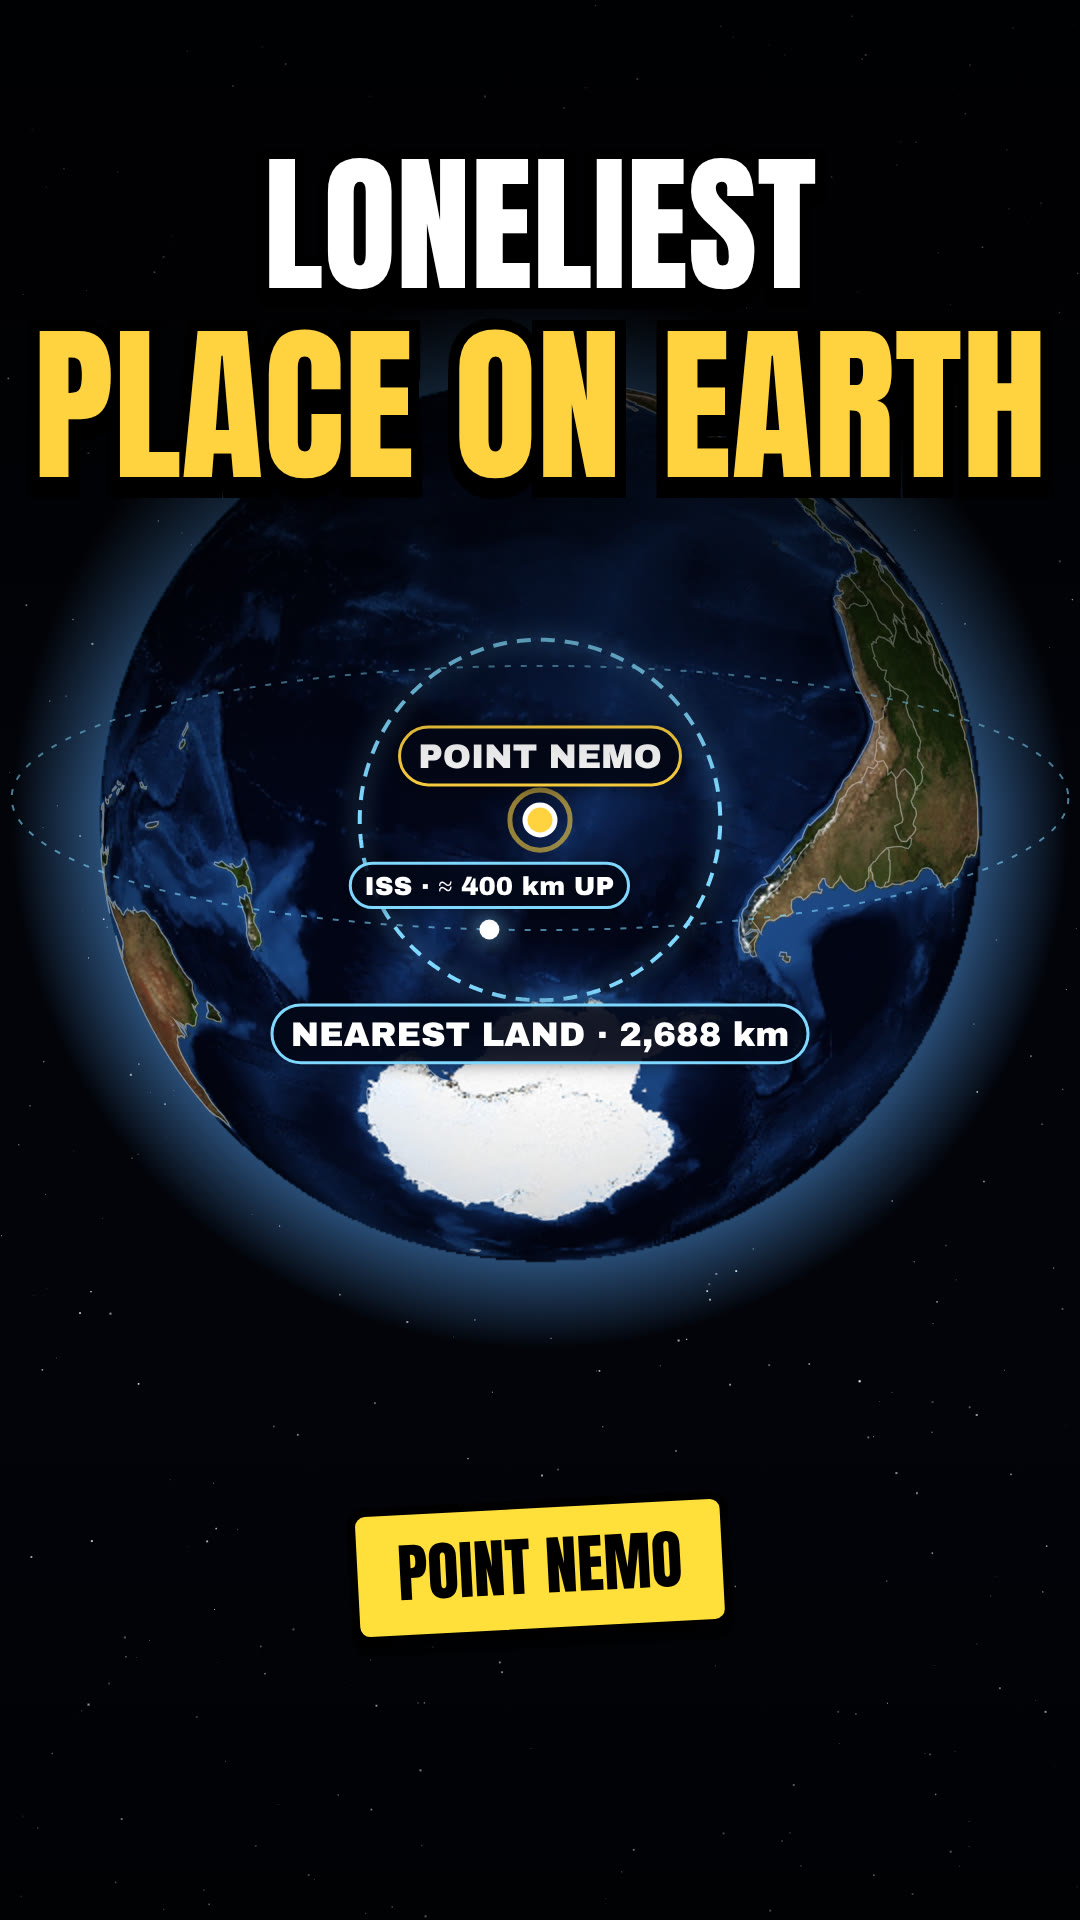 LONELIEST
PLACE ON EARTH
POINT NEMO
ISS · ≈ 400 km UP
NEAREST LAND · 2,688 km
POINT NEMO